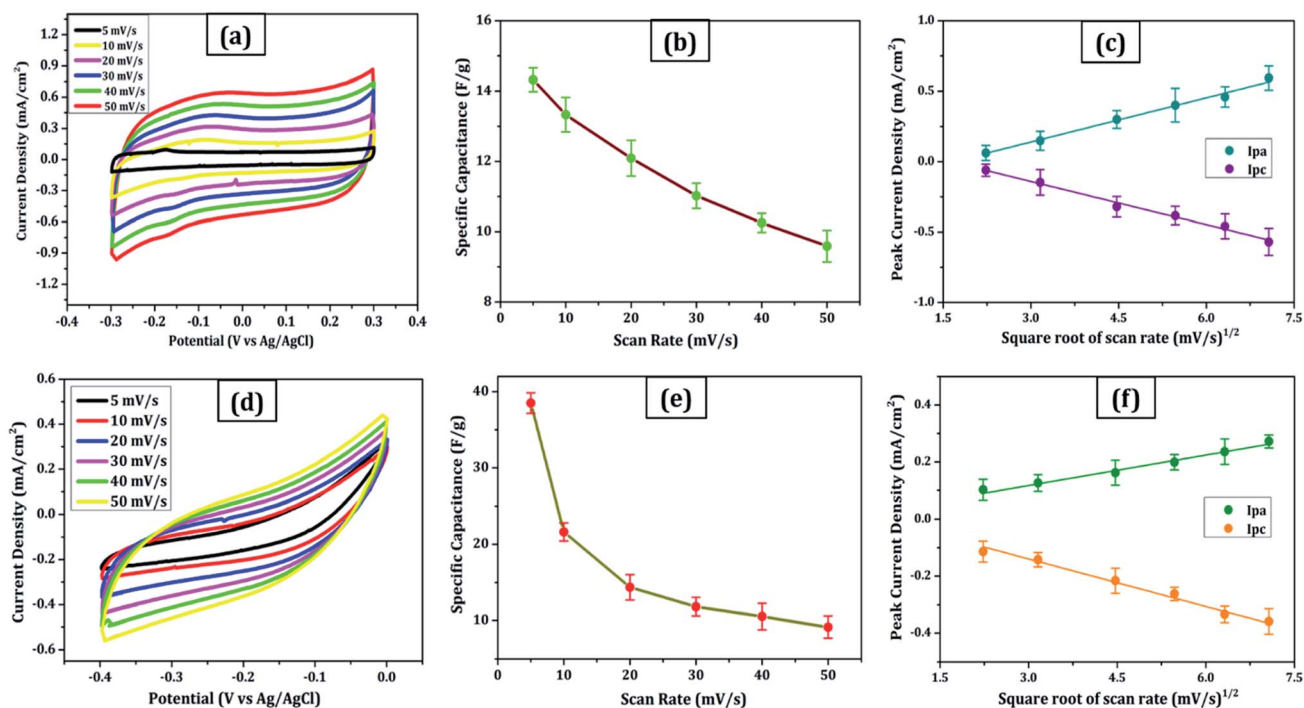 (a)
5 mV/s
10 mV/s
20 mV/s
30 mV/s
40 mV/s
50 mV/s
Current Density (mA/cm²)
1.2
0.9
0.6
0.3
0.0
-0.3
-0.6
-0.9
-1.2
-0.4 -0.3 -0.2 -0.1 0.0 0.1 0.2 0.3 0.4
Potential (V vs Ag/AgCl)
(b)
Specific Capacitance (F/g)
16
14
12
10
8
10 20 30 40 50
Scan Rate (mV/s)
(c)
Peak Current Density (mA/cm²)
1.0
0.5
0.0
-0.5
-1.0
Ipa
Ipc
1.5 3.0 4.5 6.0 7.5
Square root of scan rate (mV/s)^1/2
(d)
5 mV/s
10 mV/s
20 mV/s
30 mV/s
40 mV/s
50 mV/s
Current Density (mA/cm²)
0.6
0.4
0.2
0.0
-0.2
-0.4
-0.6
-0.4 -0.3 -0.2 -0.1 0.0
Potential (V vs Ag/AgCl)
(e)
Specific Capacitance (F/g)
40
30
20
10
10 20 30 40 50
Scan Rate (mV/s)
(f)
Peak Current Density (mA/cm²)
0.4
0.2
0.0
-0.2
-0.4
Ipa
Ipc
1.5 3.0 4.5 6.0 7.5
Square root of scan rate (mV/s)^1/2